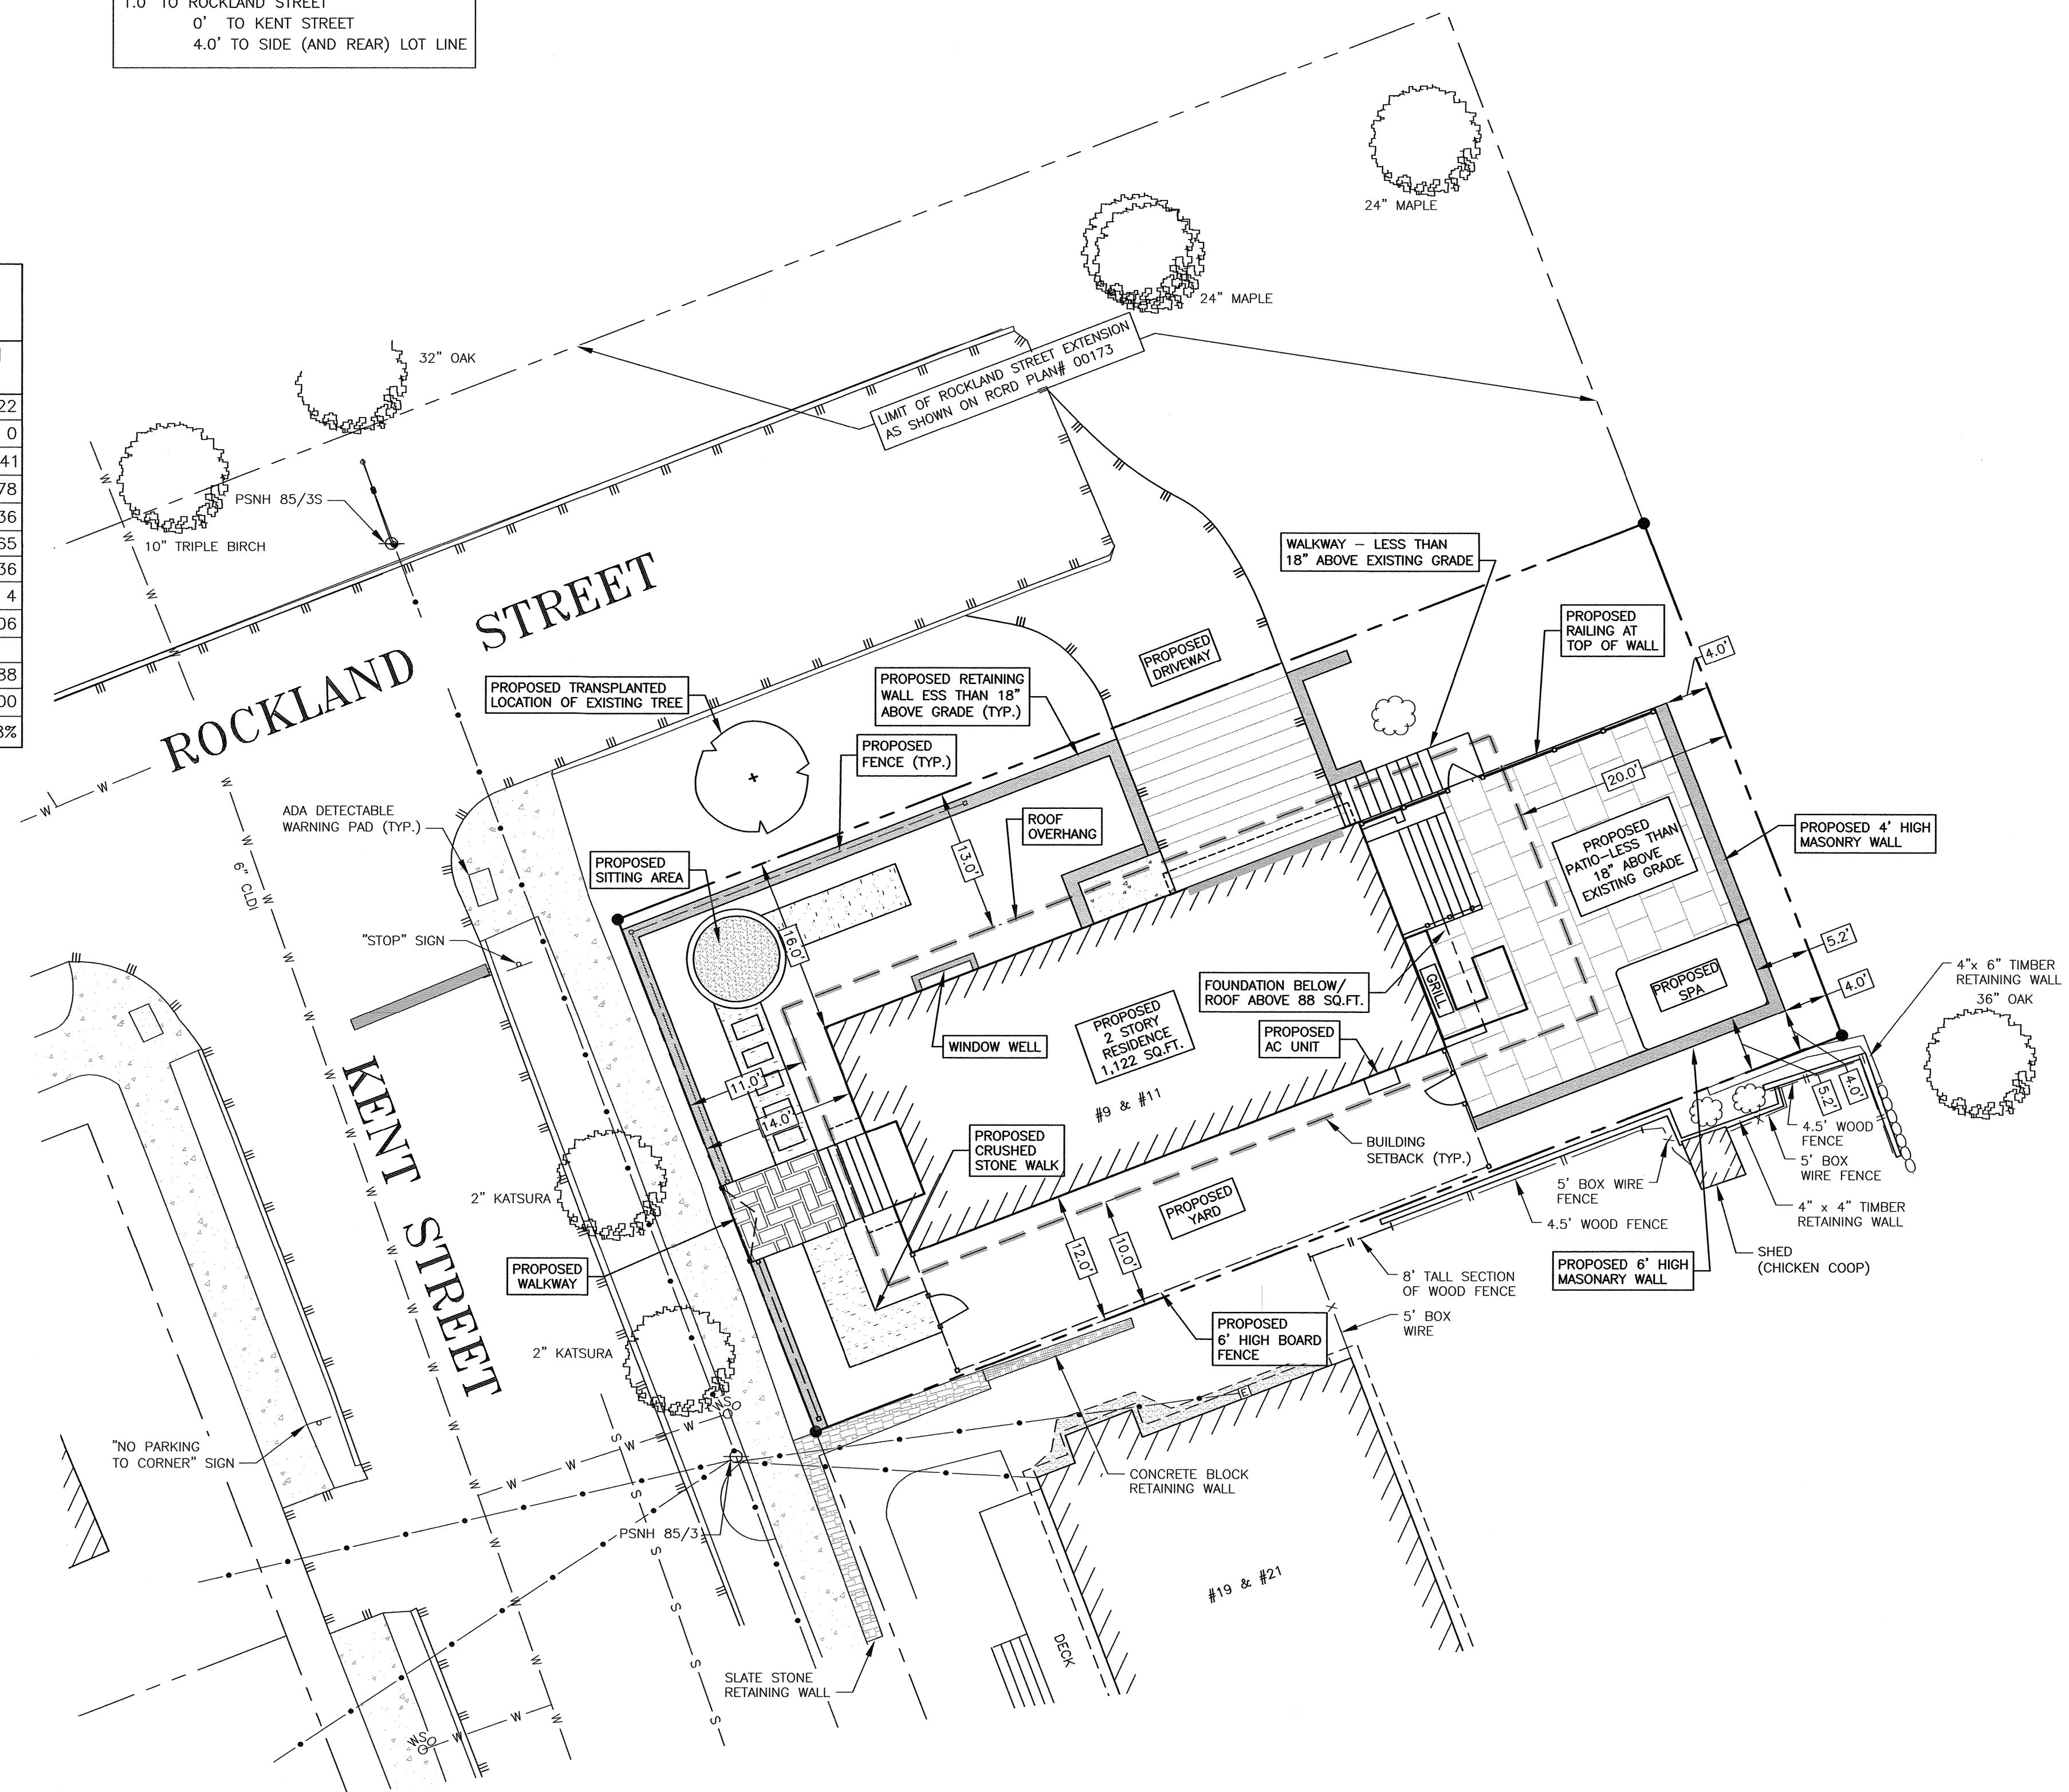 1.0' TO ROCKLAND STREET
0' TO KENT STREET
4.0' TO SIDE (AND REAR) LOT LINE
22
0
41
78
36
65
36
4
06
88
00
8%
24" MAPLE
24" MAPLE
32" OAK
LIMIT OF ROCKLAND STREET EXTENSION
AS SHOWN ON RCRD PLAN# 00173
PSNH 85/3S
10" TRIPLE BIRCH
ROCKLAND STREET
WALKWAY – LESS THAN
18" ABOVE EXISTING GRADE
PROPOSED
RAILING AT
TOP OF WALL
4.0'
PROPOSED
DRIVEWAY
PROPOSED RETAINING
WALL ESS THAN 18"
ABOVE GRADE (TYP.)
PROPOSED TRANSPLANTED
LOCATION OF EXISTING TREE
PROPOSED
FENCE (TYP.)
20.0'
ADA DETECTABLE
WARNING PAD (TYP.)
ROOF
OVERHANG
13.0'
PROPOSED
PATIO–LESS THAN
18" ABOVE
EXISTING GRADE
PROPOSED 4' HIGH
MASONRY WALL
PROPOSED
SITTING AREA
6" CLDI
"STOP" SIGN
16.0'
5.2'
4.0'
4"x 6" TIMBER
RETAINING WALL
36" OAK
FOUNDATION BELOW/
ROOF ABOVE 88 SQ.FT.
GRILL
PROPOSED
SPA
PROPOSED
2 STORY
RESIDENCE
1,122 SQ.FT.
#9 & #11
PROPOSED
AC UNIT
WINDOW WELL
11.0'
14.0'
KENT STREET
PROPOSED
CRUSHED
STONE WALK
BUILDING
SETBACK (TYP.)
5.2'
4.0'
4.5' WOOD
FENCE
5' BOX
WIRE FENCE
5' BOX WIRE
FENCE
4" x 4" TIMBER
RETAINING WALL
2" KATSURA
PROPOSED
YARD
4.5' WOOD FENCE
12.0'
10.0'
SHED
(CHICKEN COOP)
PROPOSED
WALKWAY
PROPOSED 6' HIGH
MASONARY WALL
8' TALL SECTION
OF WOOD FENCE
5' BOX
WIRE
PROPOSED
6' HIGH BOARD
FENCE
2" KATSURA
E
WSO
"NO PARKING
TO CORNER" SIGN
CONCRETE BLOCK
RETAINING WALL
PSNH 85/3
#19 & #21
DECK
SLATE STONE
RETAINING WALL
WSO